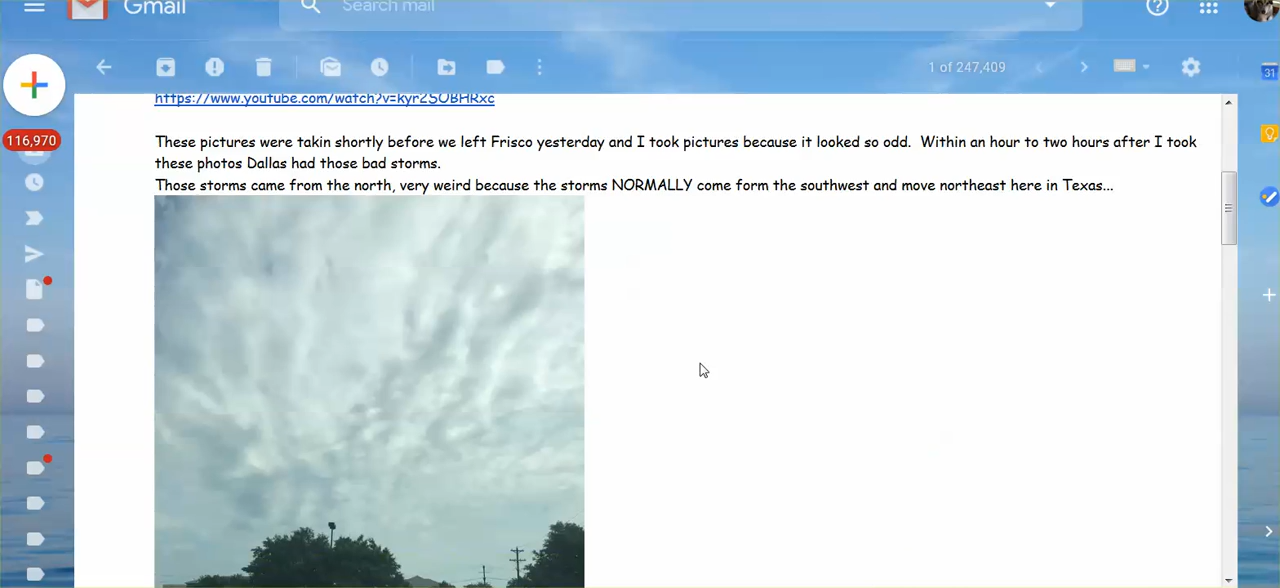 Gmail
Search mail
1 of 247,409
31
116,970
https://www.youtube.com/watch?v=kyr2SOBHRxc
These pictures were takin shortly before we left Frisco yesterday and I took pictures because it looked so odd. Within an hour to two hours after I took
these photos Dallas had those bad storms.
Those storms came from the north, very weird because the storms NORMALLY come form the southwest and move northeast here in Texas...